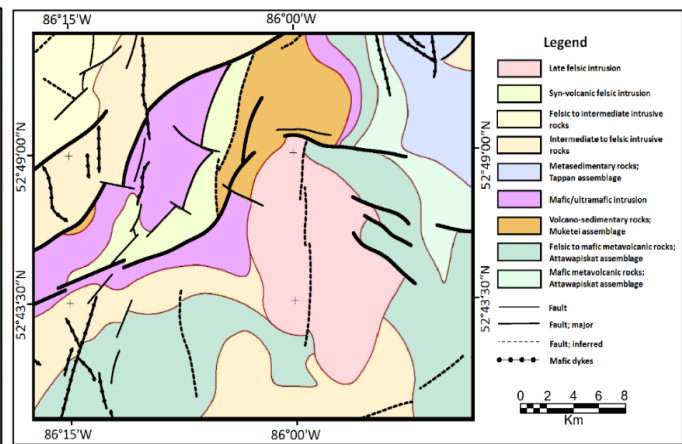 86°15'W
86°00'W
52°49'00"N
52°43'30"N
52°49'00"N
52°43'30"N
86°15'W
86°00'W
Legend
Late felsic intrusion
Syn-volcanic felsic intrusion
Felsic to intermediate intrusive
rocks
Intermediate to felsic intrusive
rocks
Metasedimentary rocks;
Tappan assemblage
Mafic/ultramafic intrusion
Volcano-sedimentary rocks;
Muketei assemblage
Felsic to mafic metavolcanic rocks;
Attawapiskat assemblage
Mafic metavolcanic rocks;
Attawapiskat assemblage
Fault
Fault; major
Fault; inferred
Mafic dykes
0 2 4 6 8
Km